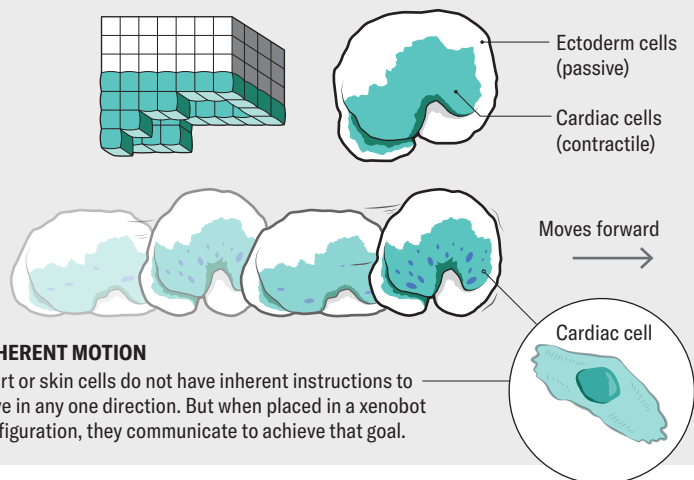 Ectoderm cells
(passive)
Cardiac cells
(contractile)
Moves forward
Cardiac cell
HERENT MOTION
rt or skin cells do not have inherent instructions to
ve in any one direction. But when placed in a xenobot
figuration, they communicate to achieve that goal.